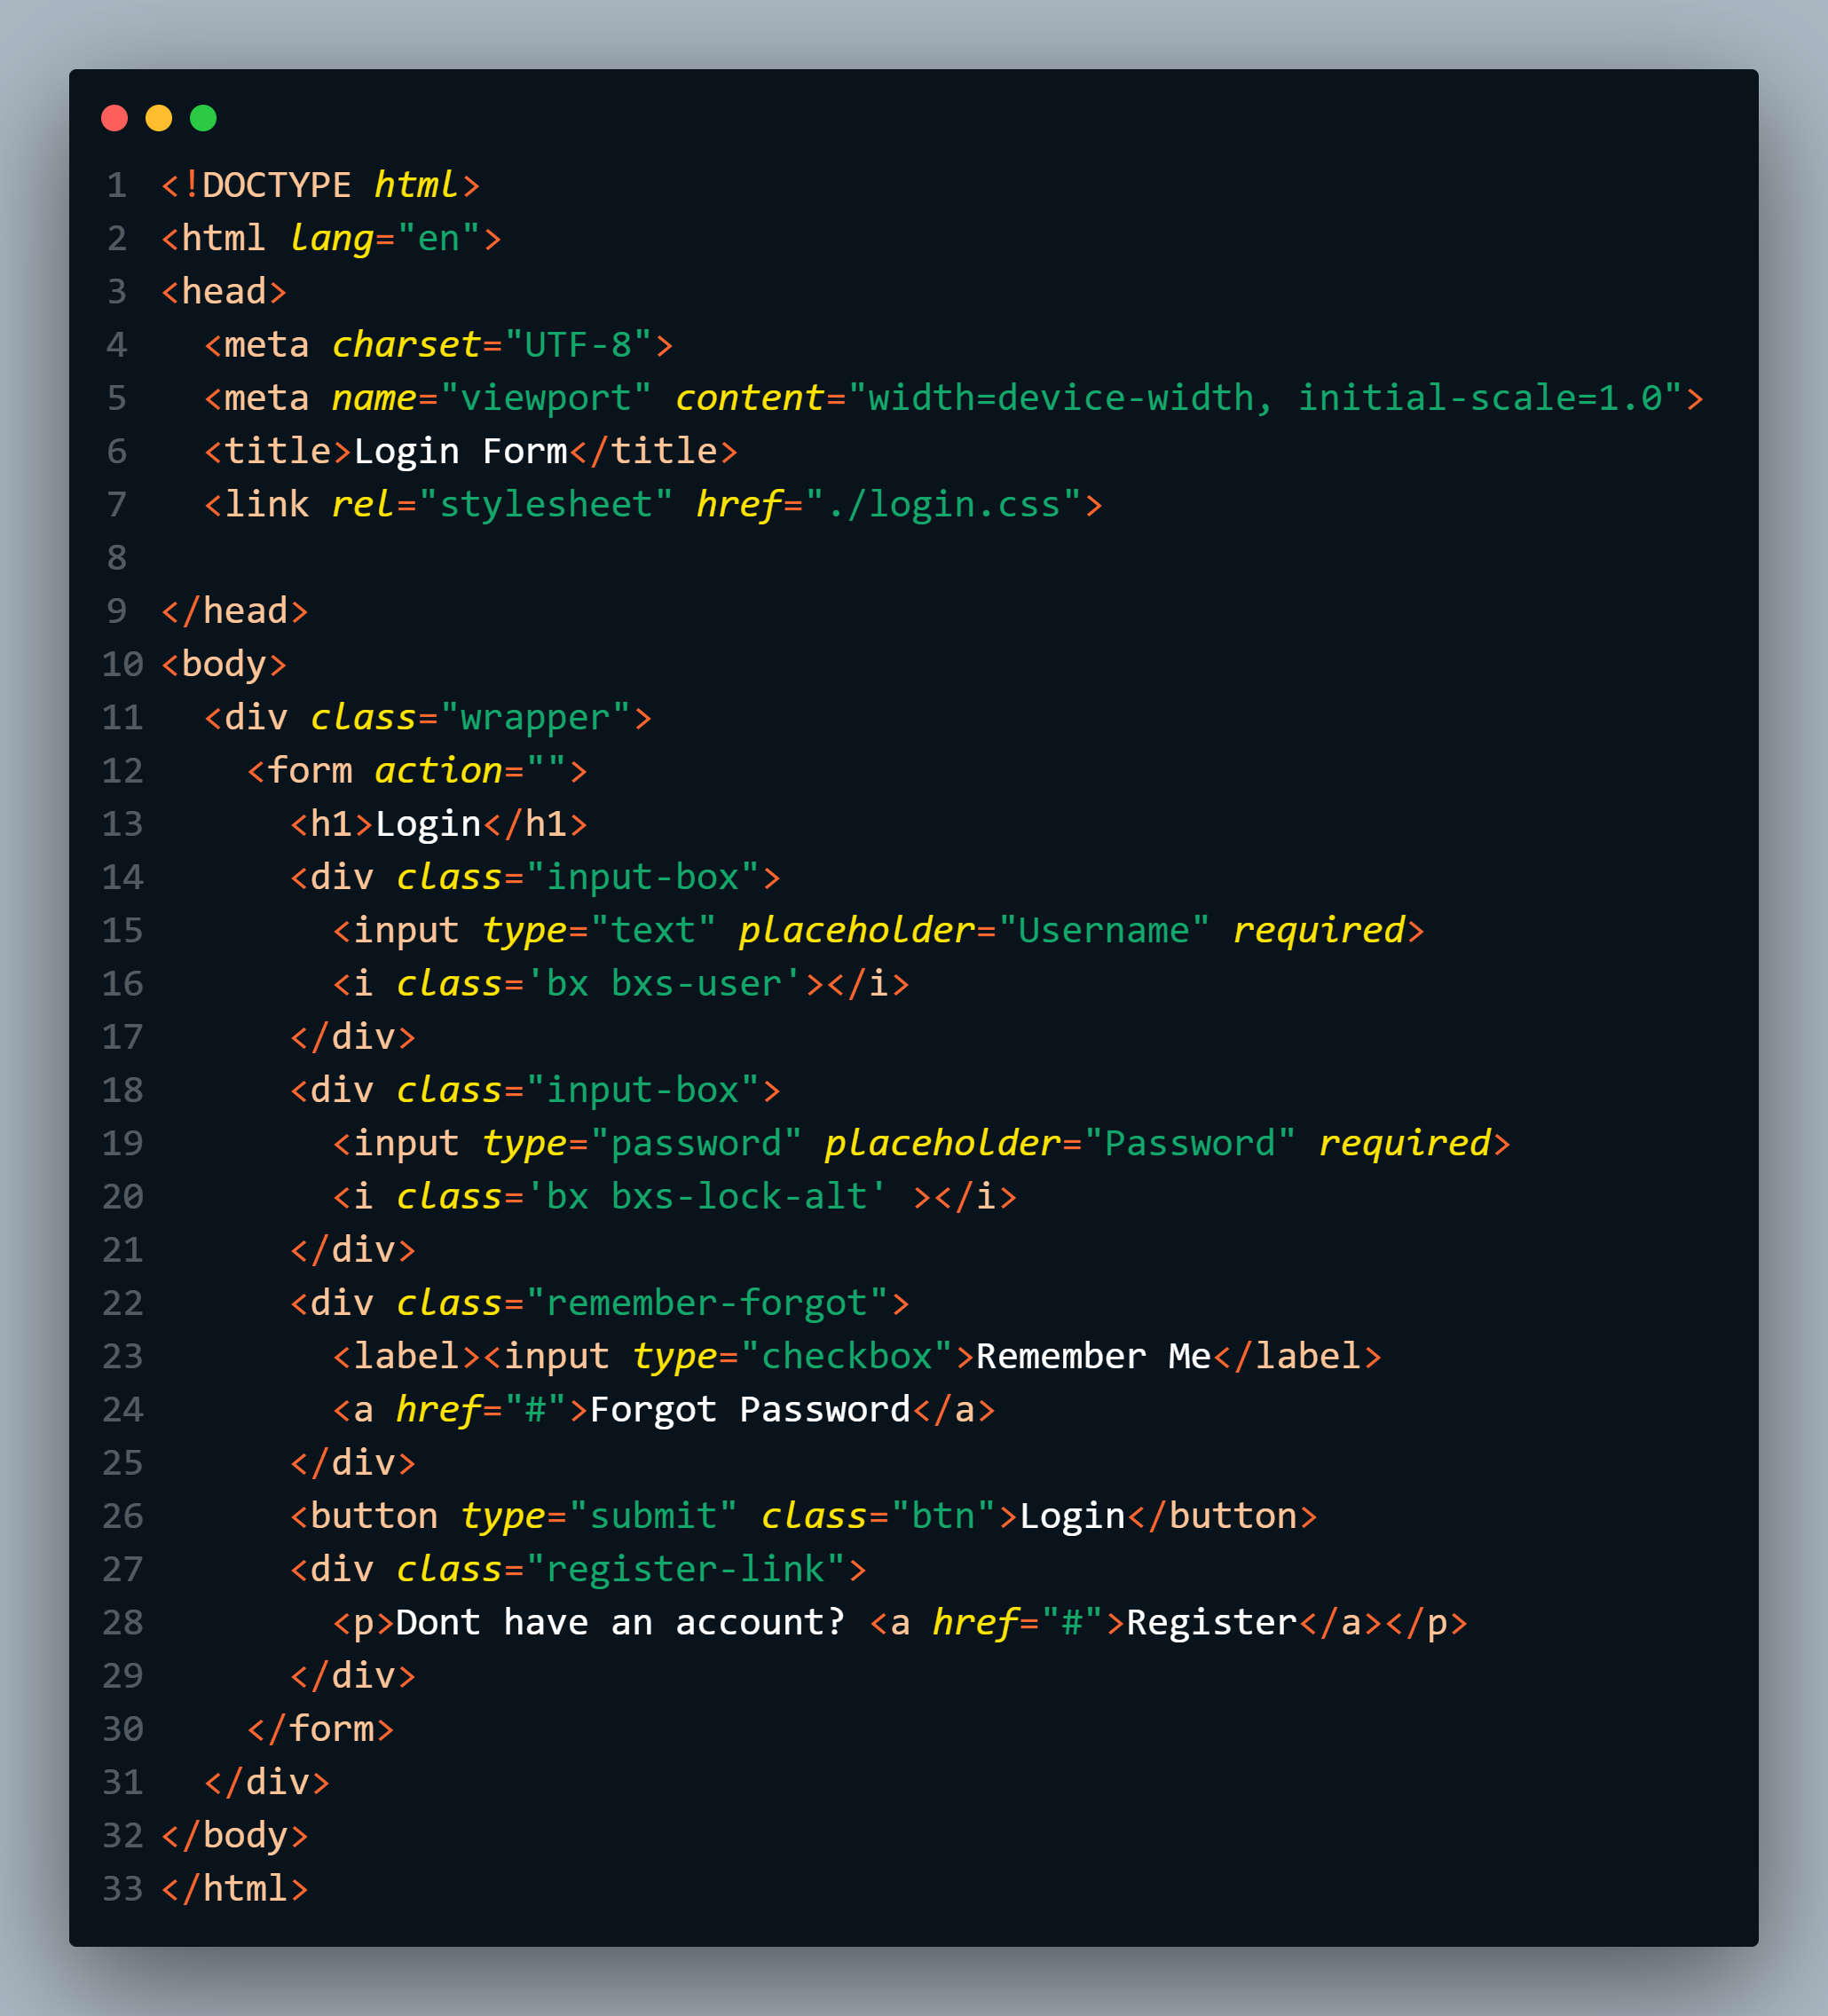 1 <!DOCTYPE html>
2 <html lang="en">
3 <head>
4   <meta charset="UTF-8">
5   <meta name="viewport" content="width=device-width, initial-scale=1.0">
6   <title>Login Form</title>
7   <link rel="stylesheet" href="./login.css">
8
9 </head>
10 <body>
11   <div class="wrapper">
12     <form action="">
13       <h1>Login</h1>
14       <div class="input-box">
15         <input type="text" placeholder="Username" required>
16         <i class='bx bxs-user'></i>
17       </div>
18       <div class="input-box">
19         <input type="password" placeholder="Password" required>
20         <i class='bx bxs-lock-alt' ></i>
21       </div>
22       <div class="remember-forgot">
23         <label><input type="checkbox">Remember Me</label>
24         <a href="#">Forgot Password</a>
25       </div>
26       <button type="submit" class="btn">Login</button>
27       <div class="register-link">
28         <p>Dont have an account? <a href="#">Register</a></p>
29       </div>
30     </form>
31   </div>
32 </body>
33 </html>